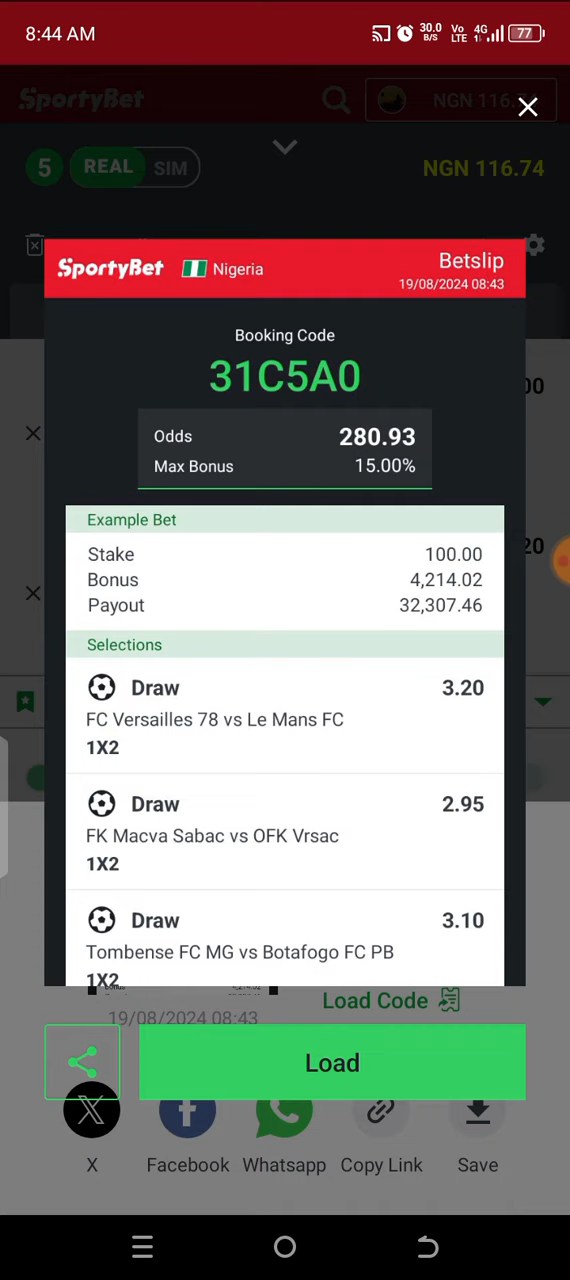 8:44 AM
30.0 B/S Vo LTE 4G 77
SportyBet
NGN 116.74
5 REAL SIM NGN 116.74
SportyBet Nigeria Betslip
19/08/2024 08:43
Booking Code
31C5A0
Odds 280.93
Max Bonus 15.00%
Example Bet
Stake 100.00
Bonus 4,214.02
Payout 32,307.46
Selections
Draw 3.20
FC Versailles 78 vs Le Mans FC
1X2
Draw 2.95
FK Macva Sabac vs OFK Vrsac
1X2
Draw 3.10
Tombense FC MG vs Botafogo FC PB
1X2
Load Code
19/08/2024 08:43
Load
X Facebook Whatsapp Copy Link Save